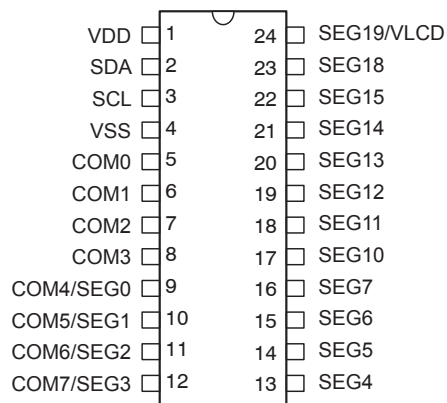 VDD 1 24 SEG19/VLCD
SDA 2 23 SEG18
SCL 3 22 SEG15
VSS 4 21 SEG14
COM0 5 20 SEG13
COM1 6 19 SEG12
COM2 7 18 SEG11
COM3 8 17 SEG10
COM4/SEG0 9 16 SEG7
COM5/SEG1 10 15 SEG6
COM6/SEG2 11 14 SEG5
COM7/SEG3 12 13 SEG4